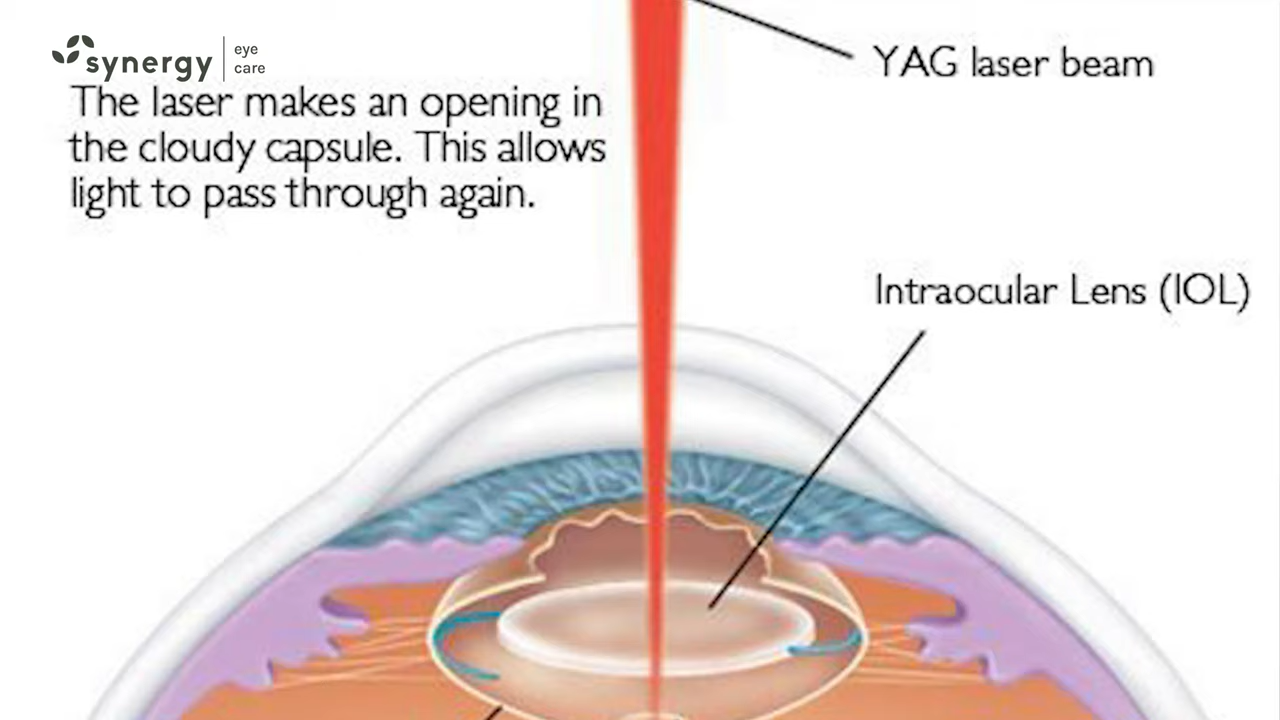 synergy eye care
The laser makes an opening in
the cloudy capsule. This allows
light to pass through again.
YAG laser beam
Intraocular Lens (IOL)